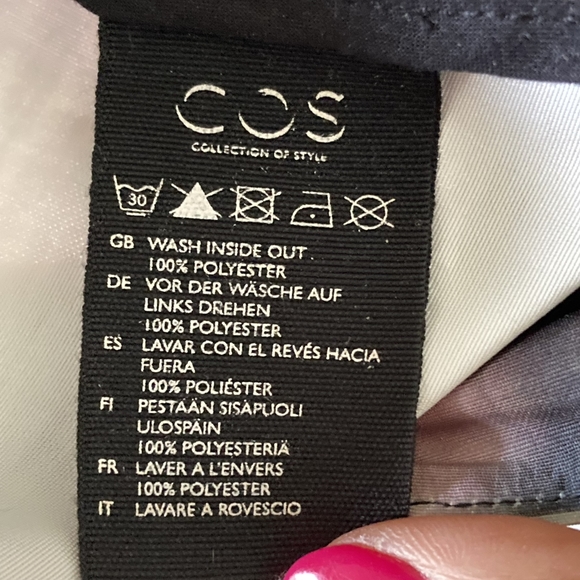 COS
COLLECTION OF STYLE
30
GB WASH INSIDE OUT
100% POLYESTER
DE VOR DER WÄSCHE AUF
LINKS DREHEN
100% POLYESTER
ES LAVAR CON EL REVÉS HACIA
FUERA
100% POLIÉSTER
FI PESTÄÄN SISÄPUOLI
ULOSPÄIN
100% POLYESTERIÄ
FR LAVER A L'ENVERS
100% POLYESTER
IT LAVARE A ROVESCIO